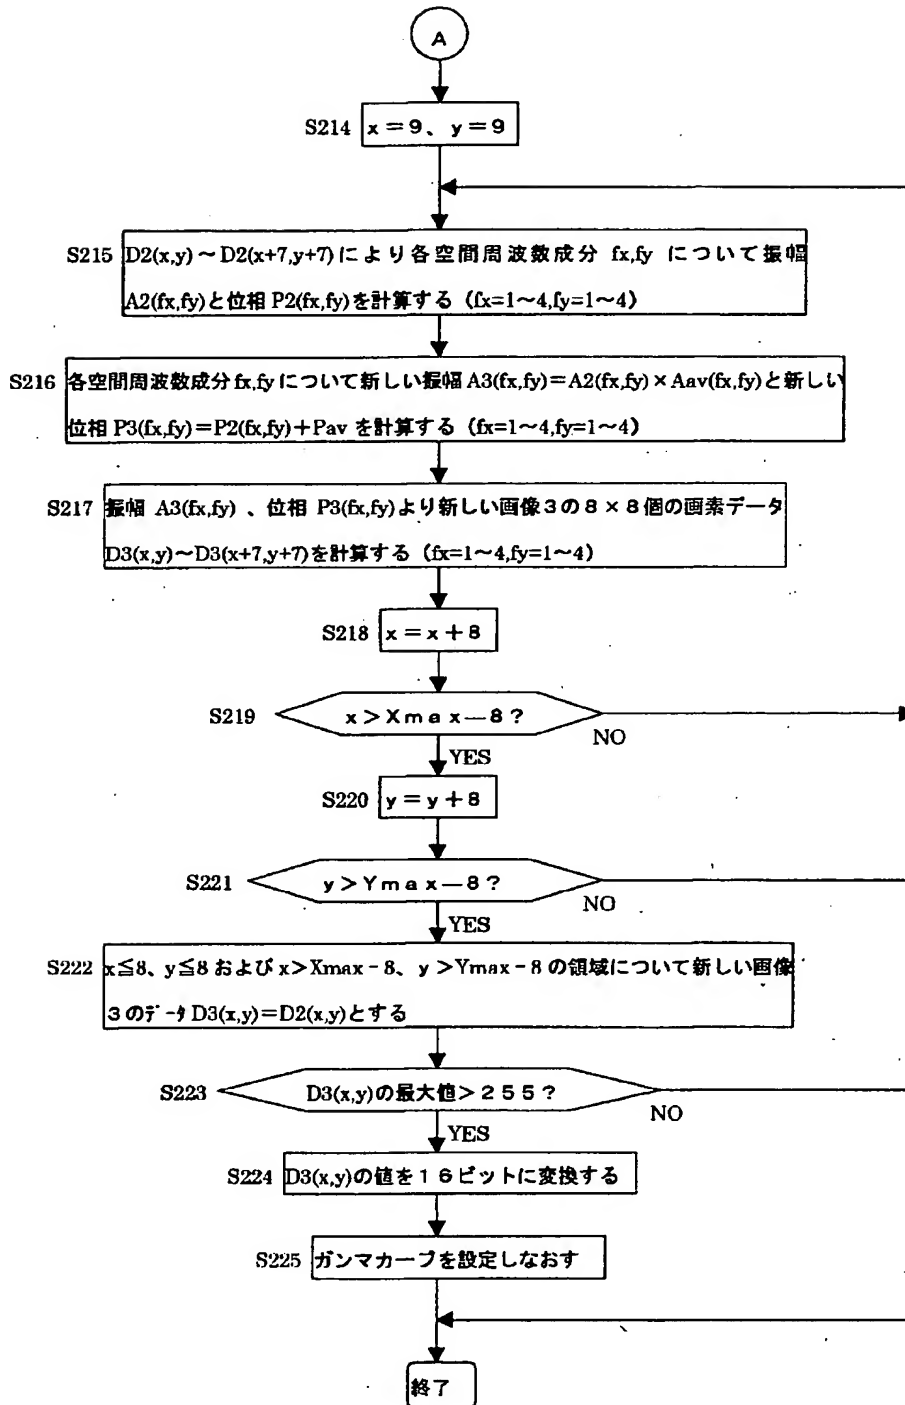 A
S214 x＝9、y＝9
S215 D2(x,y)～D2(x+7,y+7)により各空間周波数成分 fx,fy について振幅
A2(fx,fy)と位相 P2(fx,fy)を計算する（fx=1～4,fy=1～4）
S216 各空間周波数成分 fx,fy について新しい振幅 A3(fx,fy)＝A2(fx,fy)×Aav(fx,fy)と新しい
位相 P3(fx,fy)＝P2(fx,fy)＋Pav を計算する（fx=1～4,fy=1～4）
S217 振幅 A3(fx,fy) 、位相 P3(fx,fy)より新しい画像３の８×８個の画素データ
D3(x,y)～D3(x+7,y+7)を計算する（fx=1～4,fy=1～4）
S218 x＝x＋8
S219 x＞Xmax－8？
NO
YES
S220 y＝y＋8
S221 y＞Ymax－8？
NO
YES
S222 x≦8、y≦8 および x＞Xmax－8、y＞Ymax－8 の領域について新しい画像
３のﾃﾞｰﾀ D3(x,y)＝D2(x,y)とする
S223 D3(x,y)の最大値＞２５５？
NO
YES
S224 D3(x,y)の値を１６ビットに変換する
S225 ガンマカーブを設定しなおす
終了